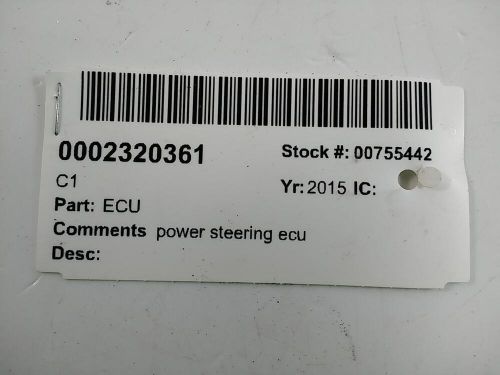 0002320361 Stock #: 00755442
C1 Yr: 2015 IC:
Part: ECU
Comments power steering ecu
Desc: